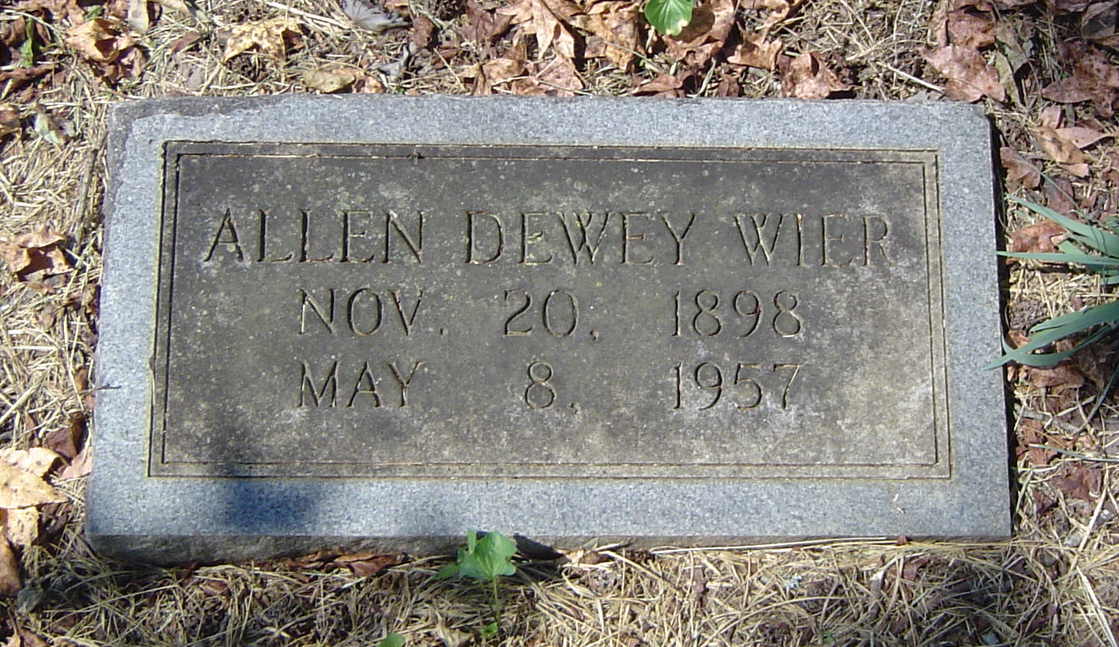 ALLEN DEWEY WIER
NOV. 20, 1898
MAY 8, 1957